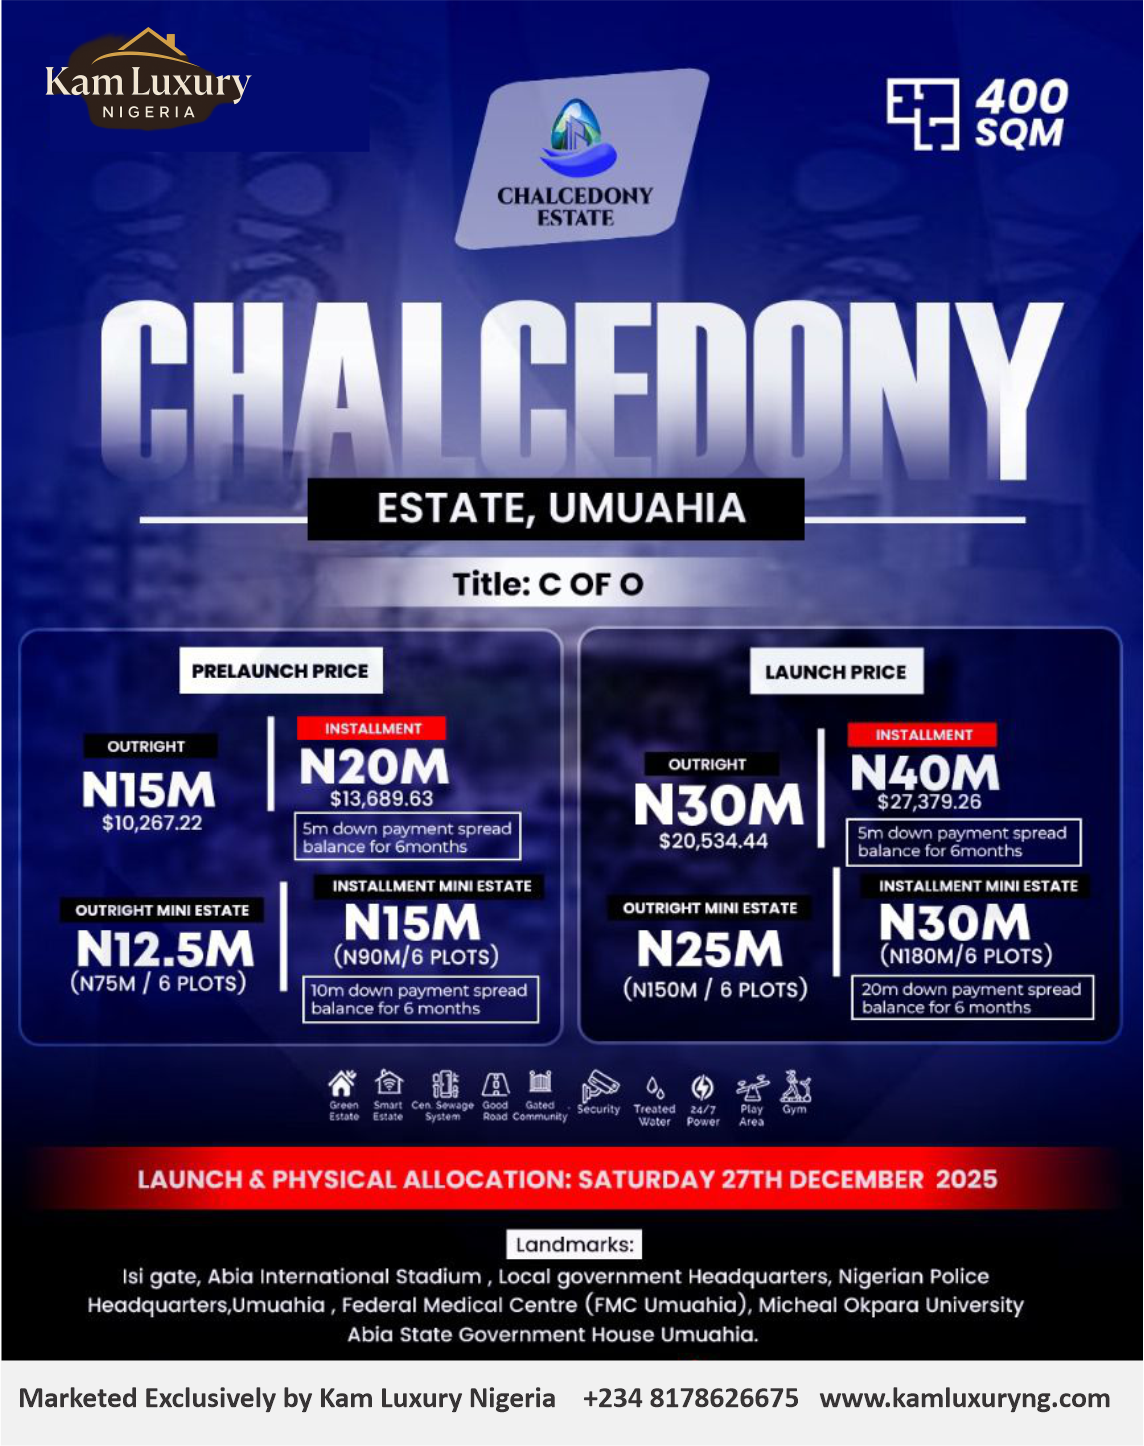 Kam Luxury
NIGERIA
CHALCEDONY
ESTATE
400
SQM
CHALCEDONY
ESTATE, UMUAHIA
Title: C OF O
PRELAUNCH PRICE
OUTRIGHT
N15M
$10,267.22
INSTALLMENT
N20M
$13,689.63
5m down payment spread
balance for 6months
OUTRIGHT MINI ESTATE
N12.5M
(N75M / 6 PLOTS)
INSTALLMENT MINI ESTATE
N15M
(N90M/6 PLOTS)
10m down payment spread
balance for 6 months
LAUNCH PRICE
OUTRIGHT
N30M
$20,534.44
INSTALLMENT
N40M
$27,379.26
5m down payment spread
balance for 6months
OUTRIGHT MINI ESTATE
N25M
(N150M / 6 PLOTS)
INSTALLMENT MINI ESTATE
N30M
(N180M/6 PLOTS)
20m down payment spread
balance for 6 months
Green
Estate
Smart
Estate
Cen. Sewage
System
Good
Road
Gated
Community
Security
Treated
Water
24/7
Power
Play
Area
Gym
LAUNCH & PHYSICAL ALLOCATION: SATURDAY 27TH DECEMBER 2025
Landmarks:
Isi gate, Abia International Stadium , Local government Headquarters, Nigerian Police
Headquarters,Umuahia , Federal Medical Centre (FMC Umuahia), Micheal Okpara University
Abia State Government House Umuahia.
Marketed Exclusively by Kam Luxury Nigeria +234 8178626675 www.kamluxuryng.com